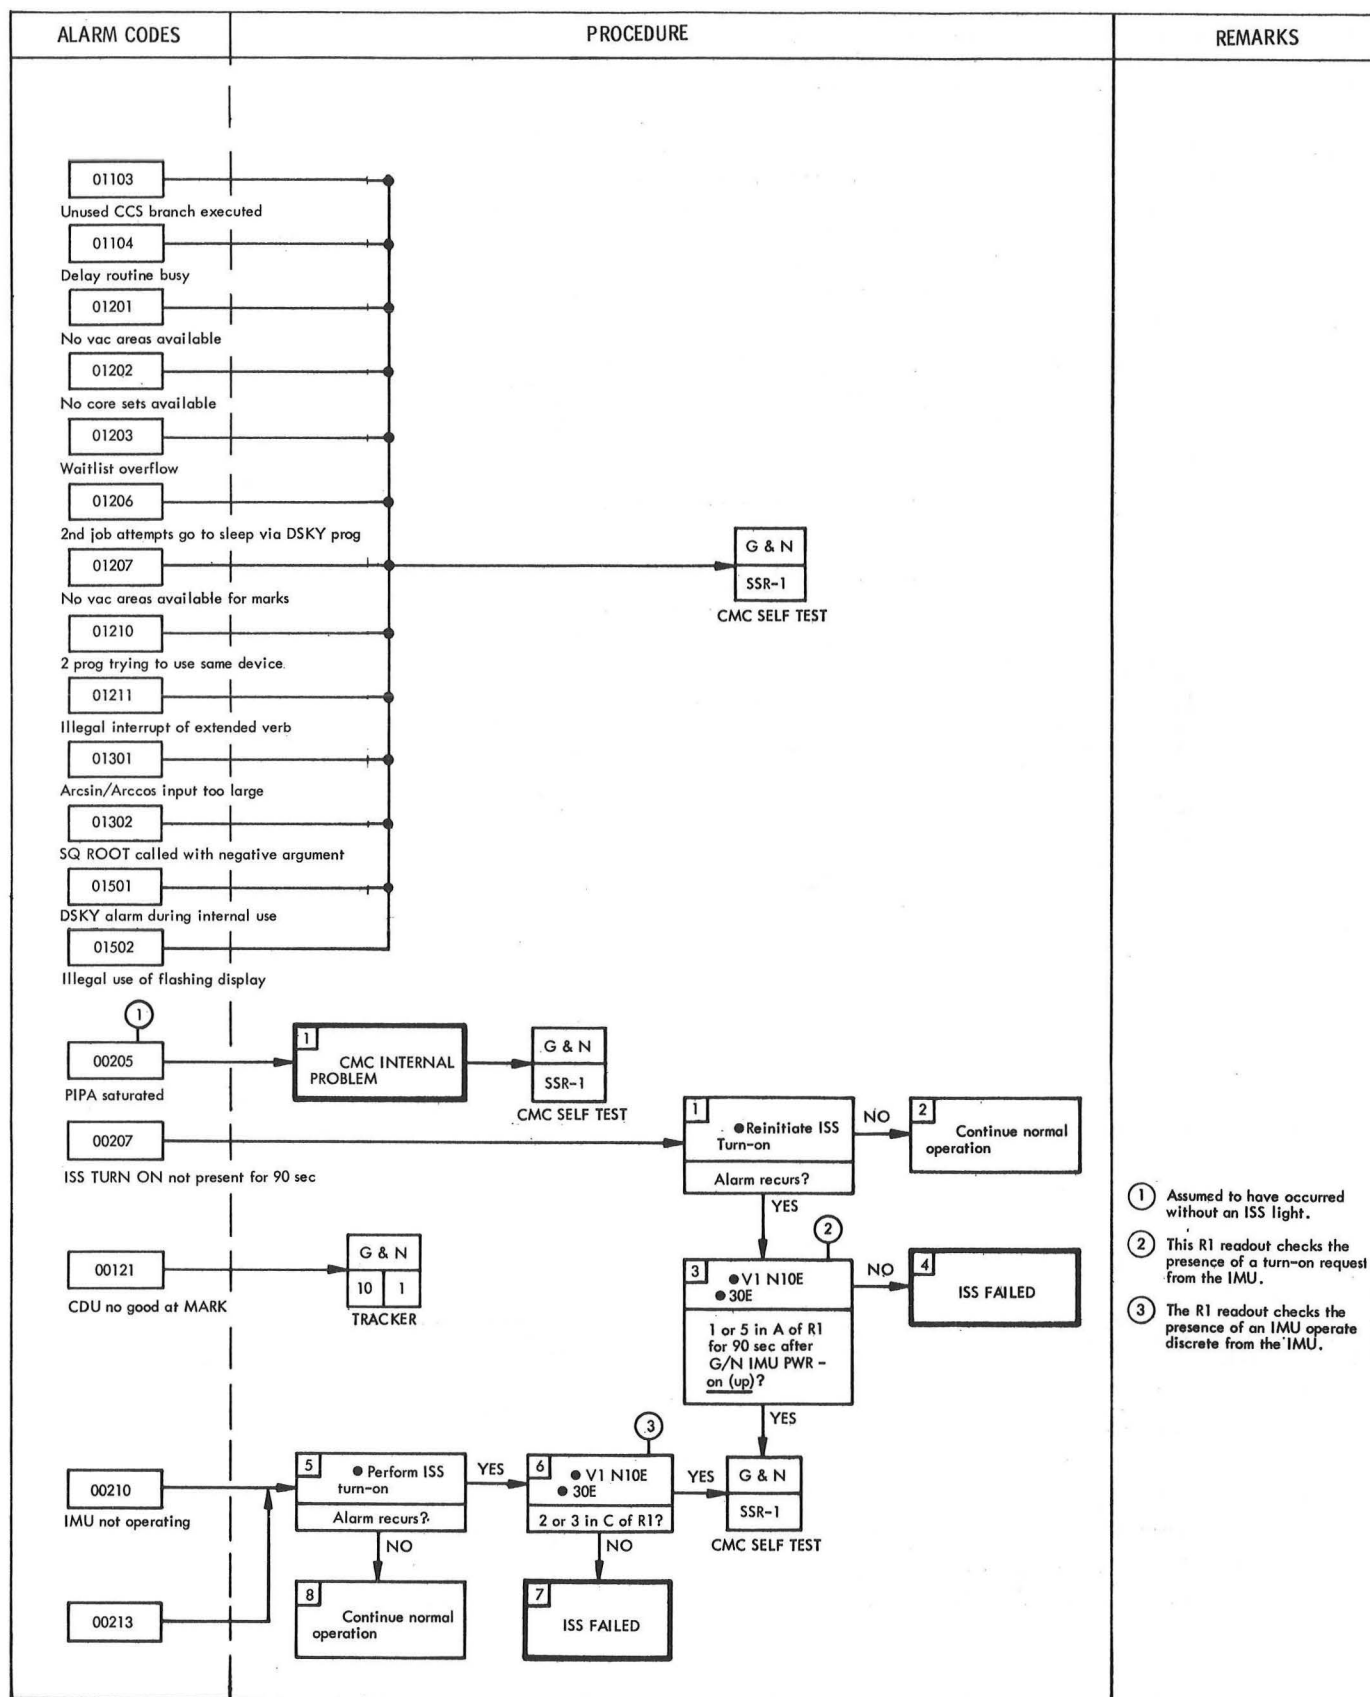 ALARM CODES
PROCEDURE
REMARKS
01103
Unused CCS branch executed
01104
Delay routine busy
01201
No vac areas available
01202
No core sets available
01203
Waitlist overflow
01206
2nd job attempts go to sleep via DSKY prog
01207
No vac areas available for marks
G & N
SSR-1
CMC SELF TEST
01210
2 prog trying to use same device
01211
Illegal interrupt of extended verb
01301
Arcsin/Arccos input too large
01302
SQ ROOT called with negative argument
01501
DSKY alarm during internal use
01502
Illegal use of flashing display
1
00205
PIPA saturated
1
CMC INTERNAL
PROBLEM
G & N
SSR-1
CMC SELF TEST
00207
ISS TURN ON not present for 90 sec
1
●Reinitiate ISS
Turn-on
Alarm recurs?
NO
2
Continue normal
operation
YES
2
00121
CDU no good at MARK
G & N
10 1
TRACKER
3
● V1 N10E
● 30E
1 or 5 in A of R1
for 90 sec after
G/N IMU PWR -
on (up)?
NO
4
ISS FAILED
YES
1 Assumed to have occurred
without an ISS light.
2 This R1 readout checks the
presence of a turn-on request
from the IMU.
3 The R1 readout checks the
presence of an IMU operate
discrete from the IMU.
00210
IMU not operating
5
● Perform ISS
turn-on
Alarm recurs?
YES
3
6
● V1 N10E
● 30E
2 or 3 in C of R1?
YES
G & N
SSR-1
CMC SELF TEST
NO
NO
00213
8
Continue normal
operation
7
ISS FAILED